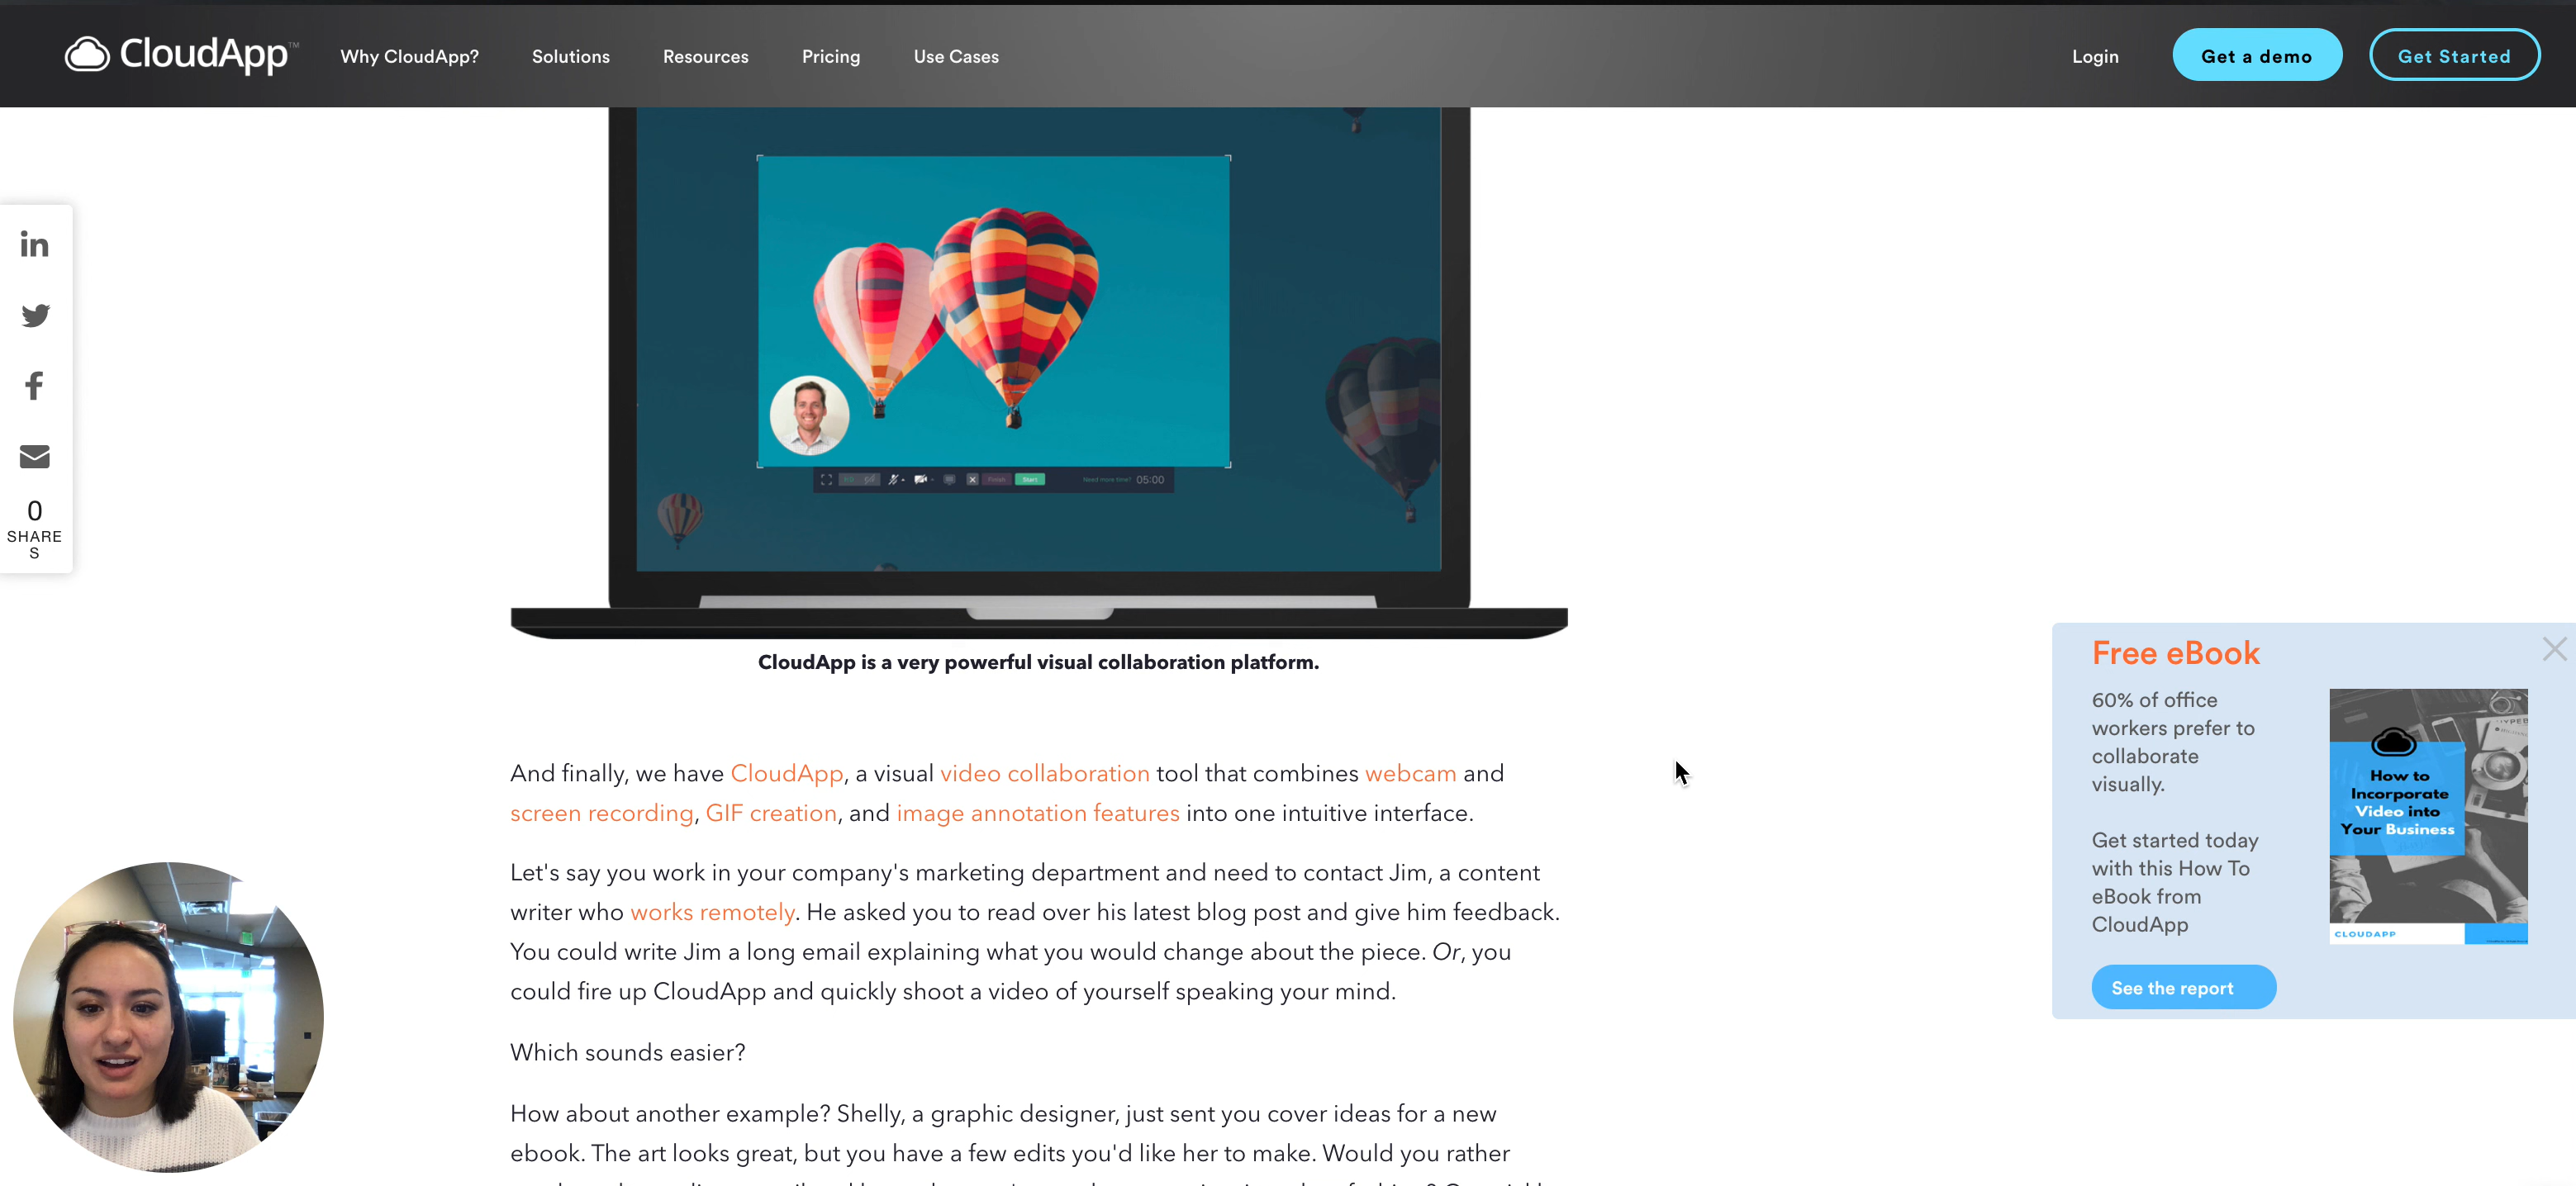 CloudApp™
Why CloudApp?
Solutions
Resources
Pricing
Use Cases
Login
Get a demo
Get Started
0
SHARE
S
Finish
Start
Need more time?
05:00
CloudApp is a very powerful visual collaboration platform.
And finally, we have CloudApp, a visual video collaboration tool that combines webcam and
screen recording, GIF creation, and image annotation features into one intuitive interface.
Let's say you work in your company's marketing department and need to contact Jim, a content
writer who works remotely. He asked you to read over his latest blog post and give him feedback.
You could write Jim a long email explaining what you would change about the piece. Or, you
could fire up CloudApp and quickly shoot a video of yourself speaking your mind.
Which sounds easier?
How about another example? Shelly, a graphic designer, just sent you cover ideas for a new
ebook. The art looks great, but you have a few edits you'd like her to make. Would you rather
Free eBook
60% of office
workers prefer to
collaborate
visually.
Get started today
with this How To
eBook from
CloudApp
See the report
How to
Incorporate
Video into
Your Business
CLOUDAPP